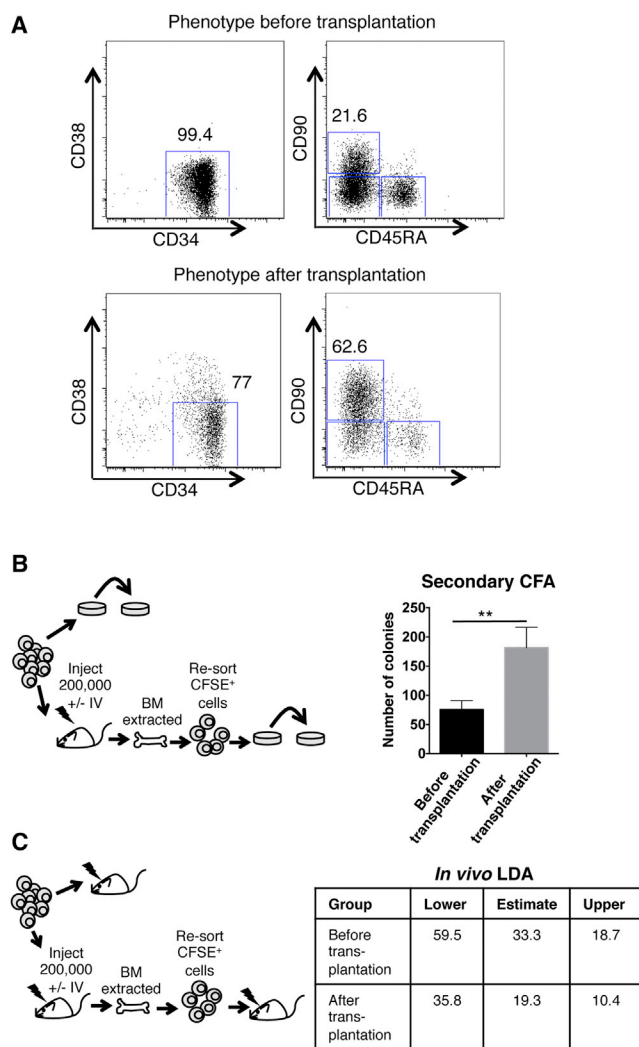 A
Phenotype before transplantation
99.4
CD38
CD34
21.6
CD90
CD45RA
Phenotype after transplantation
77
CD38
CD34
62.6
CD90
CD45RA
B
Inject
200,000
+/- IV
BM
extracted
Re-sort
CFSE⁺
cells
Secondary CFA
**
Number of colonies
250
200
150
100
50
0
Before
transplantation
After
transplantation
C
Inject
200,000
+/- IV
BM
extracted
Re-sort
CFSE⁺
cells
In vivo LDA
Group Lower Estimate Upper
Before
trans-
plantation
59.5 33.3 18.7
After
trans-
plantation
35.8 19.3 10.4